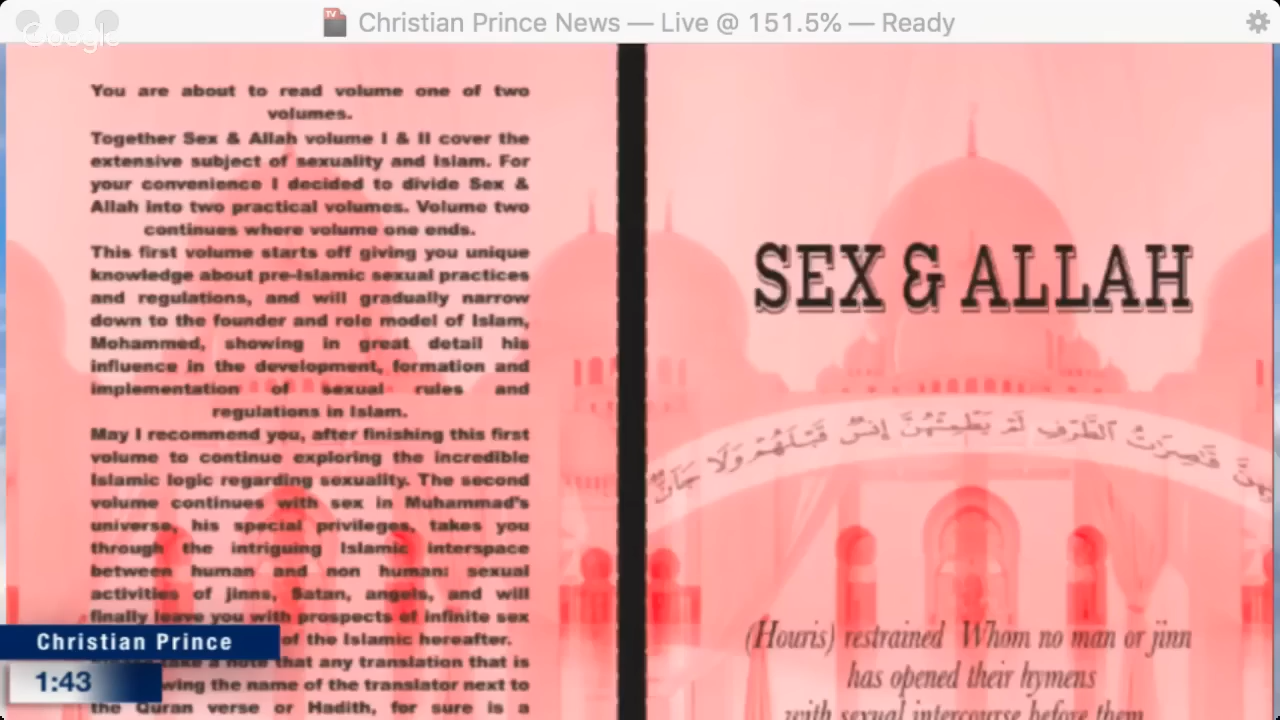 Christian Prince News — Live @ 151.5% — Ready
Google
You are about to read volume one of two
volumes.
Together Sex & Allah volume I & II cover the
extensive subject of sexuality and Islam. For
your convenience I decided to divide Sex &
Allah into two practical volumes. Volume two
continues where volume one ends.
This first volume starts off giving you unique
knowledge about pre-Islamic sexual practices
and regulations, and will gradually narrow
down to the founder and role model of Islam,
Mohammed, showing in great detail his
influence in the development, formation and
implementation of sexual rules and
regulations in Islam.
May I recommend you, after finishing this first
volume to continue exploring the incredible
Islamic logic regarding sexuality. The second
volume continues with sex in Muhammad's
universe, his special privileges, takes you
through the intriguing Islamic interspace
between human and non human: sexual
activities of jinns, Satan, angels, and will
finally leave you with prospects of infinite sex
of the Islamic hereafter.
take a note that any translation that is
the name of the translator next to
the Quran verse or Hadith, for sure is a
SEX & ALLAH
قَٰصِرَٰتُ ٱلطَّرْفِ لَمْ يَطْمِثْهُنَّ إِنسٌ قَبْلَهُمْ وَلَا جَآنٌّ
(Houris) restrained Whom no man or jinn
has opened their hymens
with sexual intercourse before them
Christian Prince
1:43